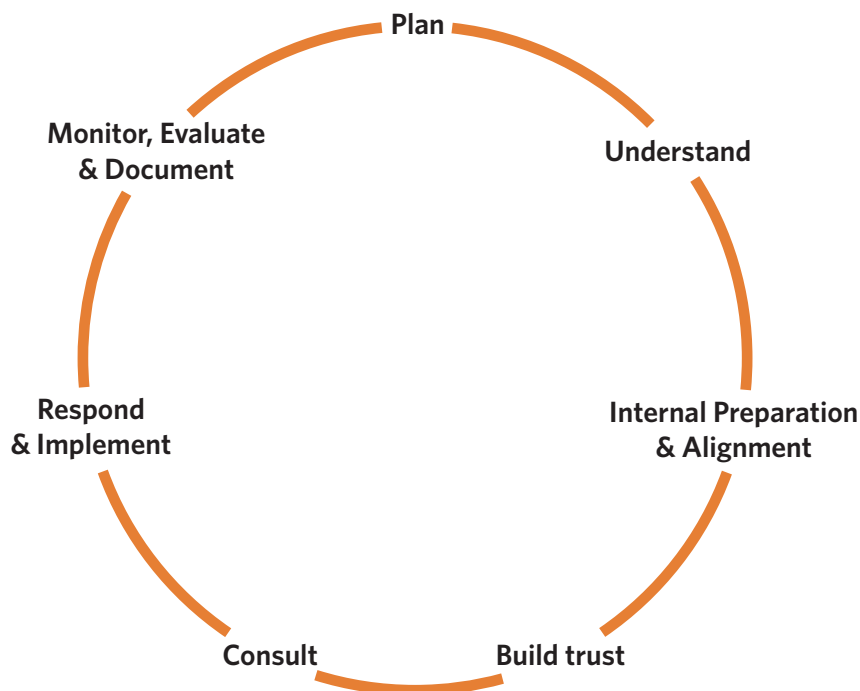 Plan
Understand
Internal Preparation
& Alignment
Build trust
Consult
Respond
& Implement
Monitor, Evaluate
& Document